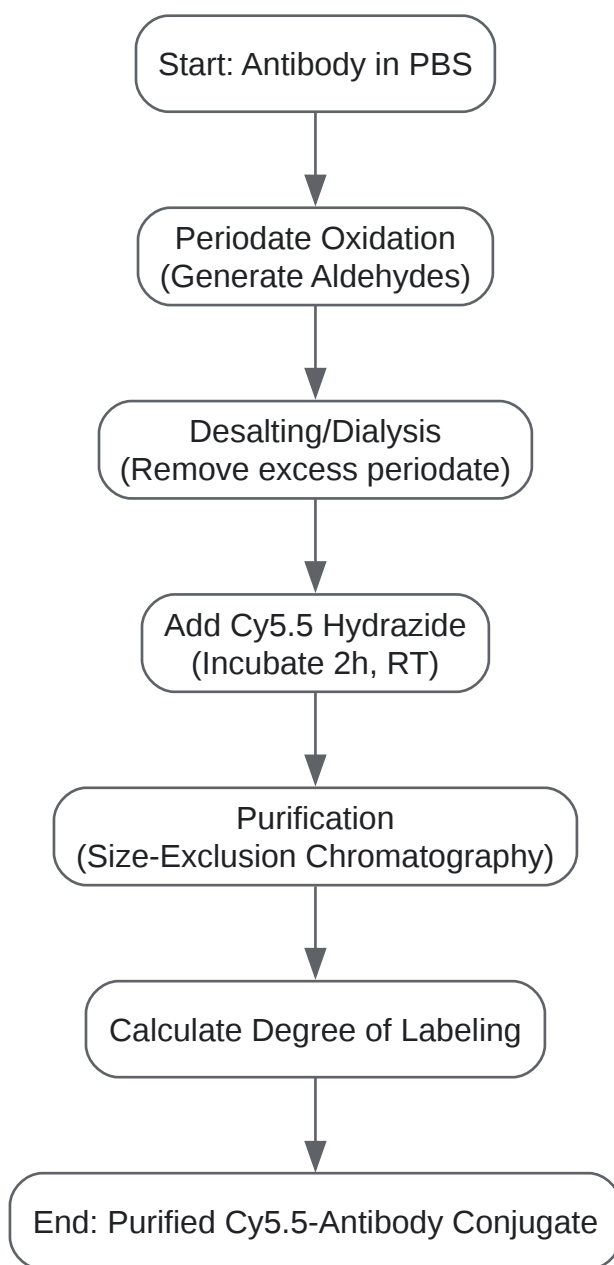 Start: Antibody in PBS
Periodate Oxidation
(Generate Aldehydes)
Desalting/Dialysis
(Remove excess periodate)
Add Cy5.5 Hydrazide
(Incubate 2h, RT)
Purification
(Size-Exclusion Chromatography)
Calculate Degree of Labeling
End: Purified Cy5.5-Antibody Conjugate